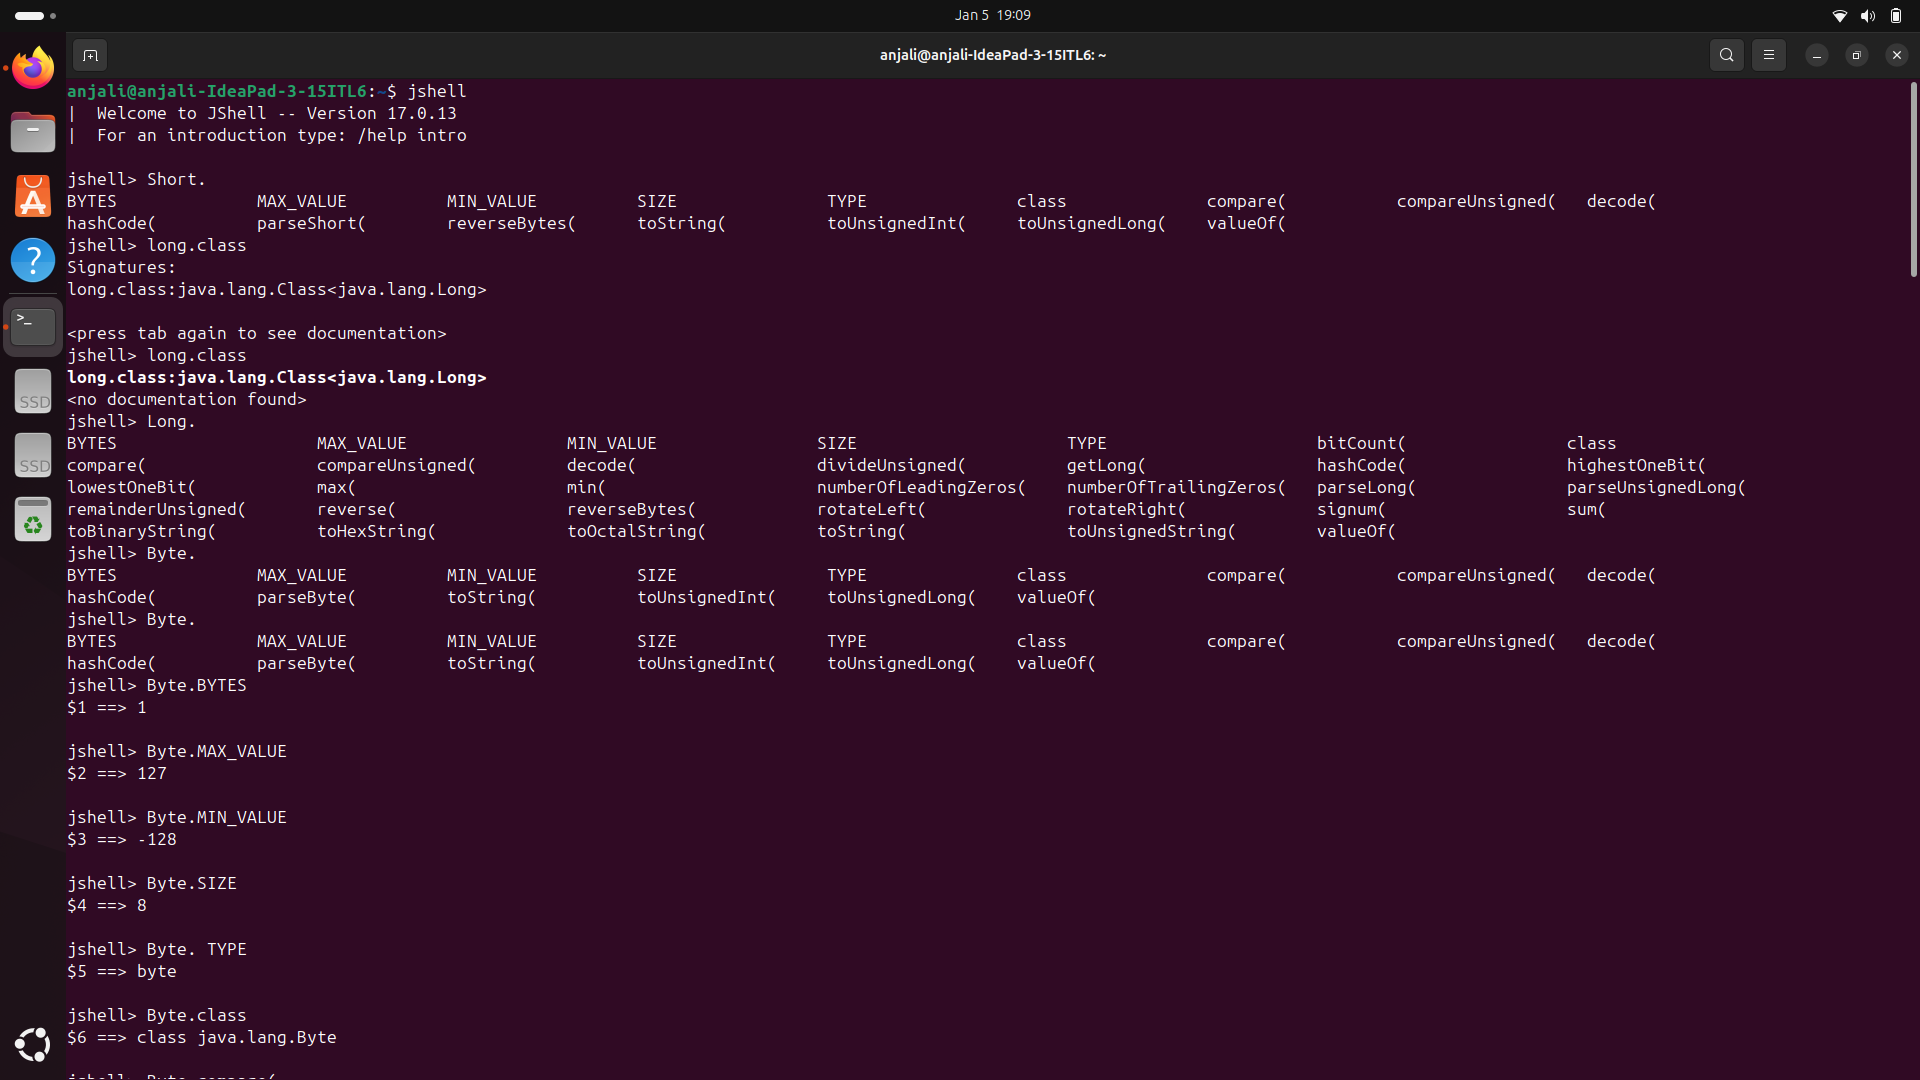 Jan 5 19:09
anjali@anjali-IdeaPad-3-15ITL6: ~
anjali@anjali-IdeaPad-3-15ITL6:~$ jshell
| Welcome to JShell -- Version 17.0.13
| For an introduction type: /help intro
jshell> Short.
BYTES MAX_VALUE MIN_VALUE SIZE TYPE class compare( compareUnsigned( decode(
hashCode( parseShort( reverseBytes( toString( toUnsignedInt( toUnsignedLong( valueOf(
jshell> long.class
Signatures:
long.class:java.lang.Class<java.lang.Long>
<press tab again to see documentation>
jshell> long.class
long.class:java.lang.Class<java.lang.Long>
<no documentation found>
jshell> Long.
BYTES MAX_VALUE MIN_VALUE SIZE TYPE bitCount( class
compare( compareUnsigned( decode( divideUnsigned( getLong( hashCode( highestOneBit(
lowestOneBit( max( min( numberOfLeadingZeros( numberOfTrailingZeros( parseLong( parseUnsignedLong(
remainderUnsigned( reverse( reverseBytes( rotateLeft( rotateRight( signum( sum(
toBinaryString( toHexString( toOctalString( toString( toUnsignedString( valueOf(
jshell> Byte.
BYTES MAX_VALUE MIN_VALUE SIZE TYPE class compare( compareUnsigned( decode(
hashCode( parseByte( toString( toUnsignedInt( toUnsignedLong( valueOf(
jshell> Byte.
BYTES MAX_VALUE MIN_VALUE SIZE TYPE class compare( compareUnsigned( decode(
hashCode( parseByte( toString( toUnsignedInt( toUnsignedLong( valueOf(
jshell> Byte.BYTES
$1 ==> 1
jshell> Byte.MAX_VALUE
$2 ==> 127
jshell> Byte.MIN_VALUE
$3 ==> -128
jshell> Byte.SIZE
$4 ==> 8
jshell> Byte. TYPE
$5 ==> byte
jshell> Byte.class
$6 ==> class java.lang.Byte
jshell> Byte.compare(
SSD
SSD